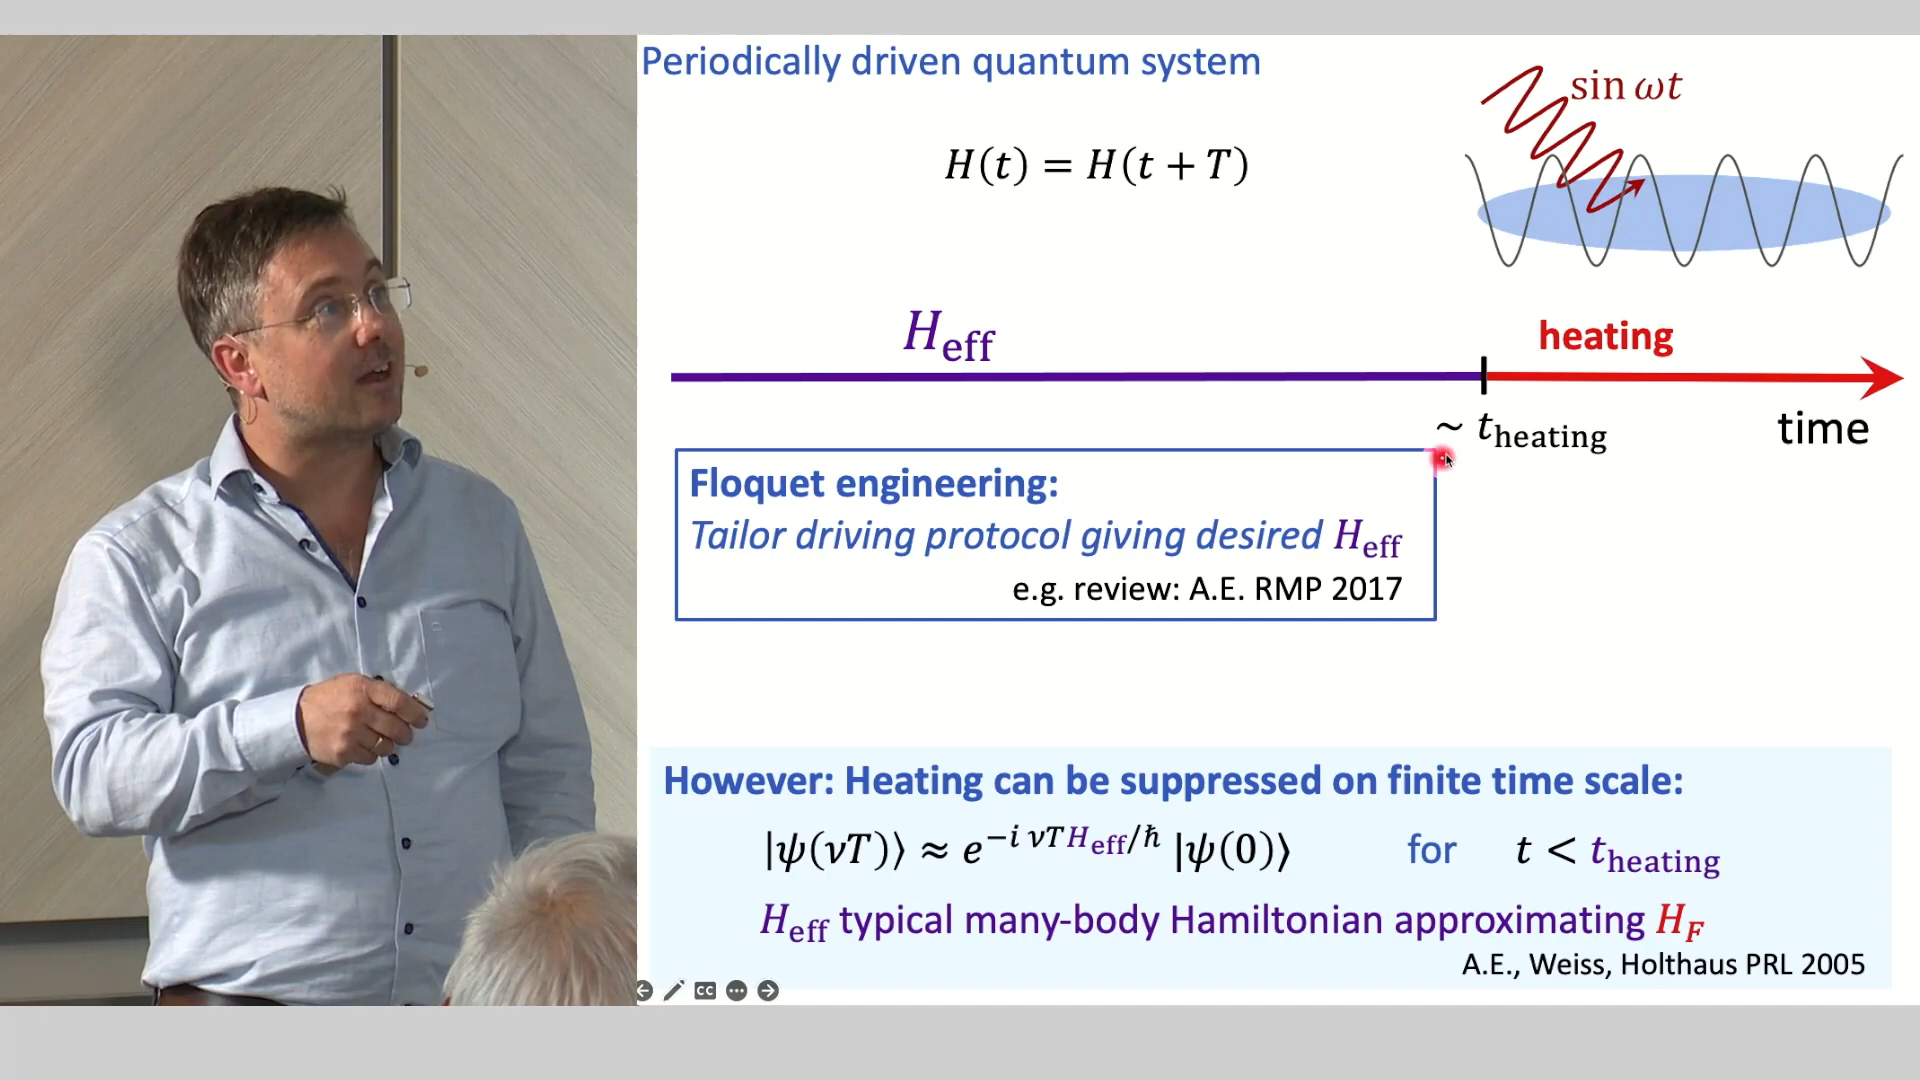 Periodically driven quantum system
sin ωt
H(t) = H(t + T)
H_eff
heating
~ t_heating
time
Floquet engineering:
Tailor driving protocol giving desired H_eff
e.g. review: A.E. RMP 2017
However: Heating can be suppressed on finite time scale:
|ψ(νT)⟩ ≈ e^{−i νT H_eff/ħ} |ψ(0)⟩ for t < t_heating
H_eff typical many-body Hamiltonian approximating H_F
A.E., Weiss, Holthaus PRL 2005
CC